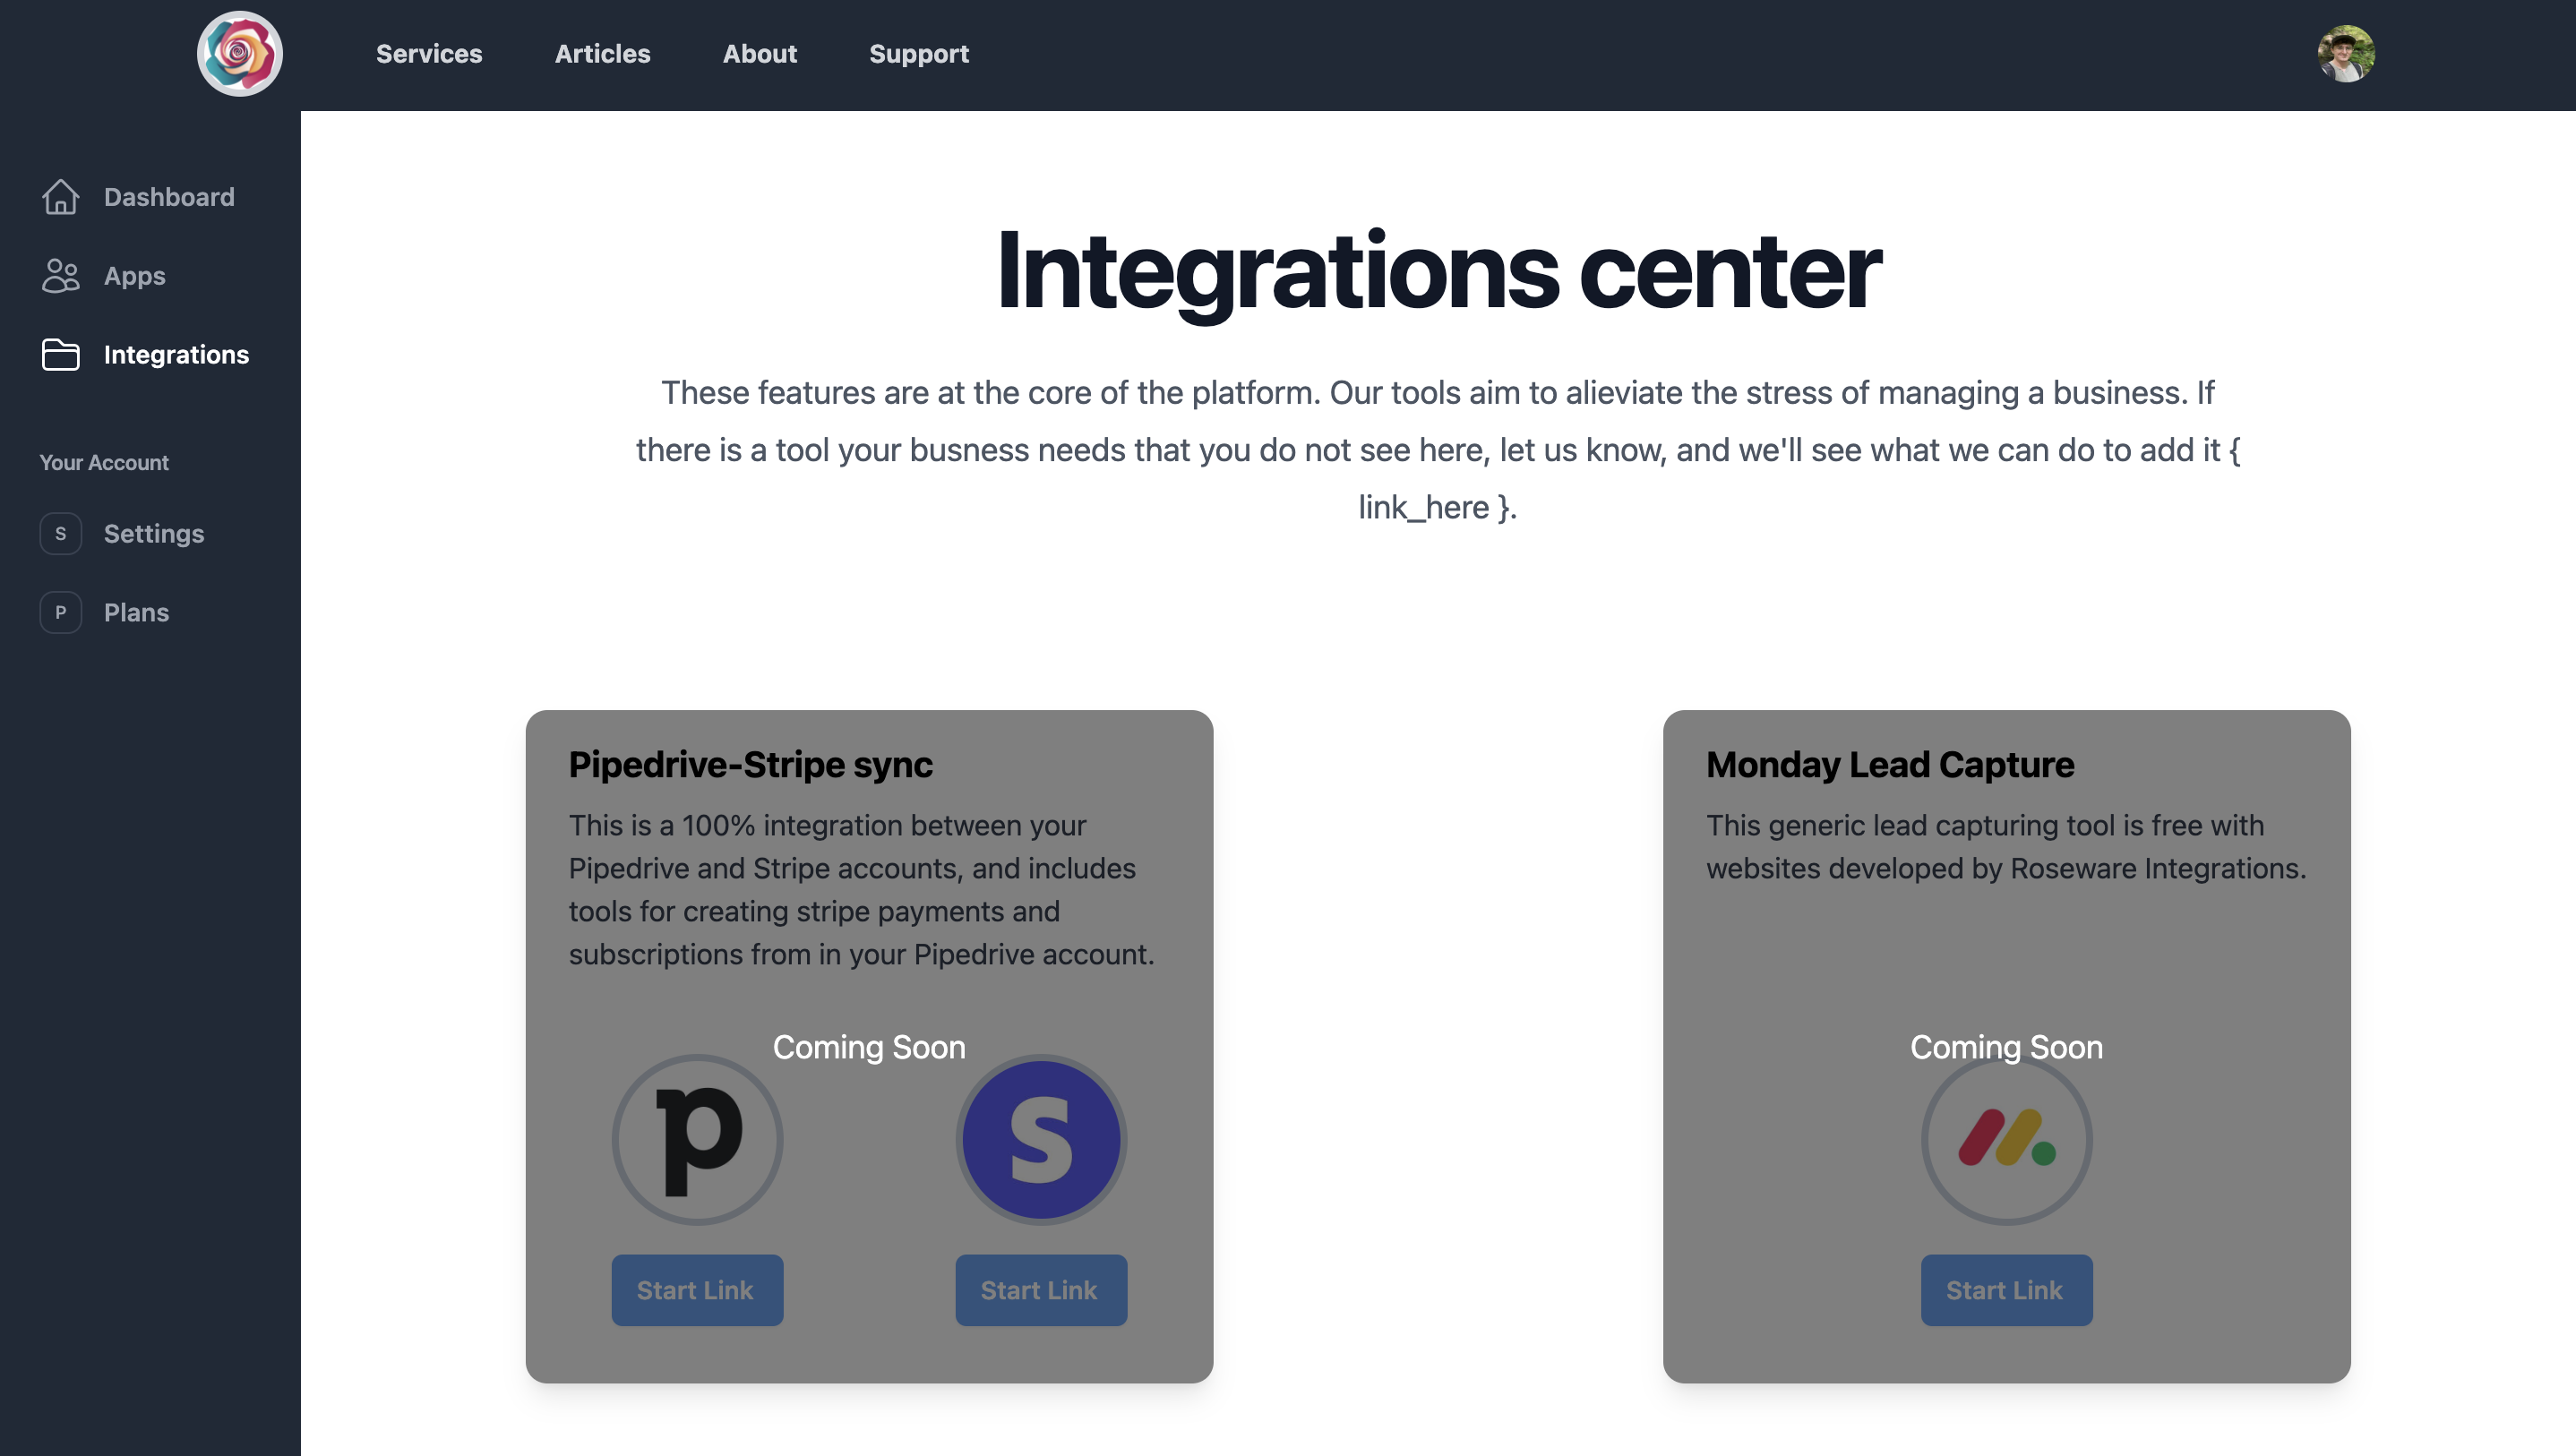 Services
Articles
About
Support
Dashboard
Apps
Integrations
Your Account
S
Settings
P
Plans
Integrations center
These features are at the core of the platform. Our tools aim to alieviate the stress of managing a business. If
there is a tool your busness needs that you do not see here, let us know, and we'll see what we can do to add it {
link_here }.
Pipedrive-Stripe sync
This is a 100% integration between your
Pipedrive and Stripe accounts, and includes
tools for creating stripe payments and
subscriptions from in your Pipedrive account.
Coming Soon
p
S
Start Link
Start Link
Monday Lead Capture
This generic lead capturing tool is free with
websites developed by Roseware Integrations.
Coming Soon
Start Link